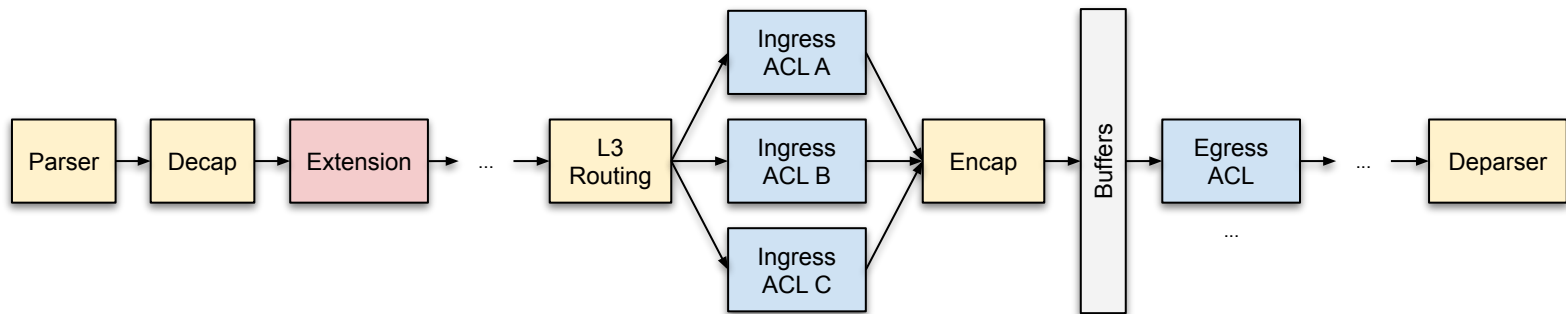 Parser
Decap
Extension
...
L3
Routing
Ingress
ACL A
Ingress
ACL B
Ingress
ACL C
Encap
Buffers
Egress
ACL
...
...
Deparser